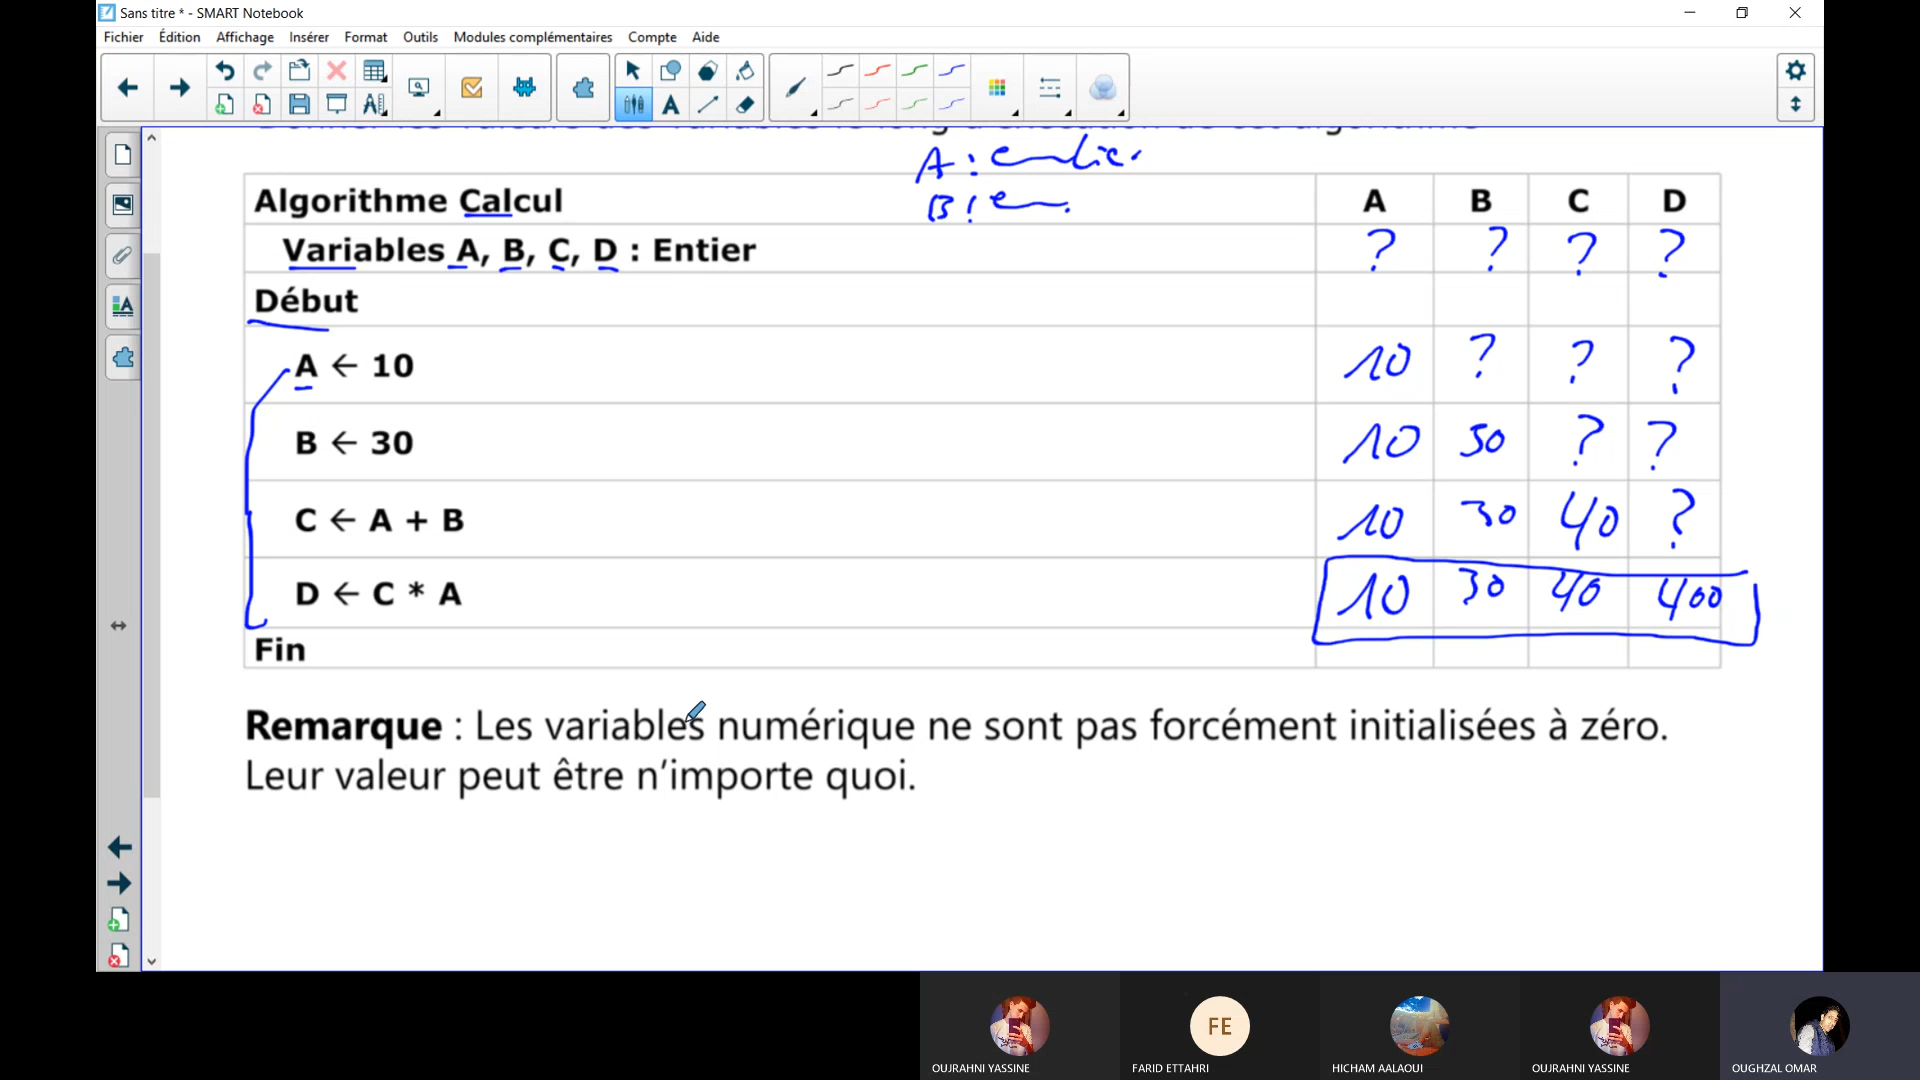 Sans titre * - SMART Notebook
Fichier Édition Affichage Insérer Format Outils Modules complémentaires Compte Aide
A : entier
B : e
Algorithme Calcul A B C D
Variables A, B, C, D : Entier ? ? ? ?
Début
A ← 10 10 ? ? ?
B ← 30 10 30 ? ?
C ← A + B 10 30 40 ?
D ← C * A 10 30 40 400
Fin
Remarque : Les variables numérique ne sont pas forcément initialisées à zéro.
Leur valeur peut être n’importe quoi.
FE
OUJRAHNI YASSINE FARID ETTAHRI HICHAM AALAOUI OUJRAHNI YASSINE OUGHZAL OMAR